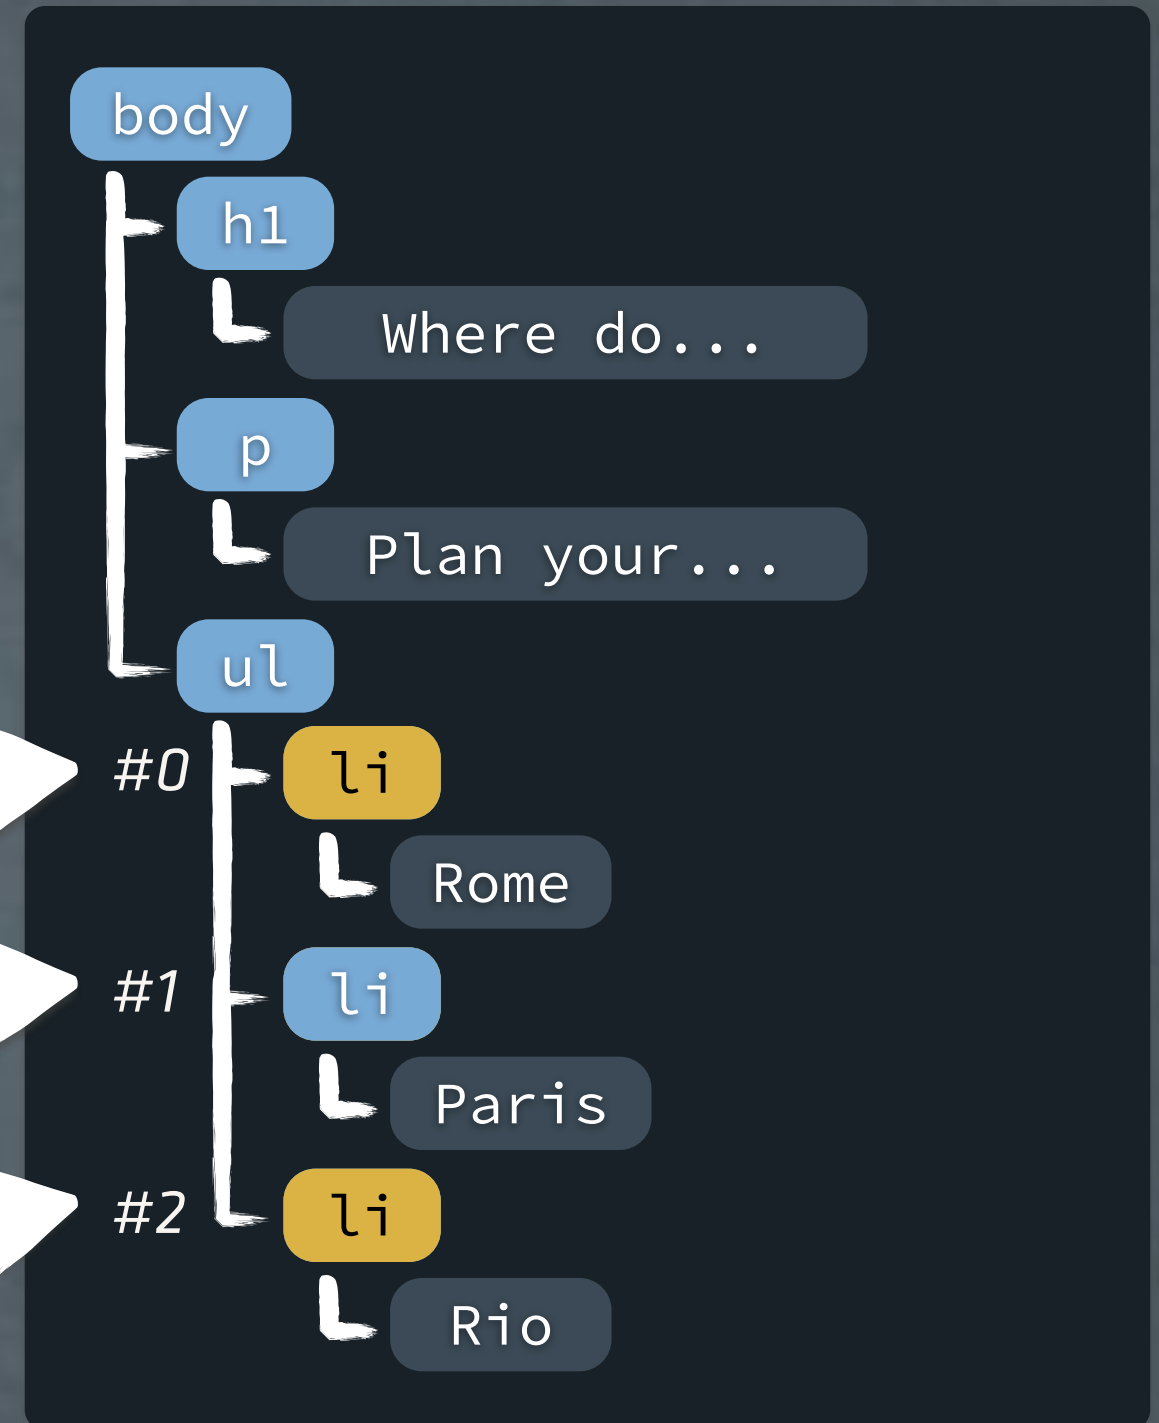 body
h1
Where do...
p
Plan your...
ul
#0 li
Rome
#1 li
Paris
#2 li
Rio